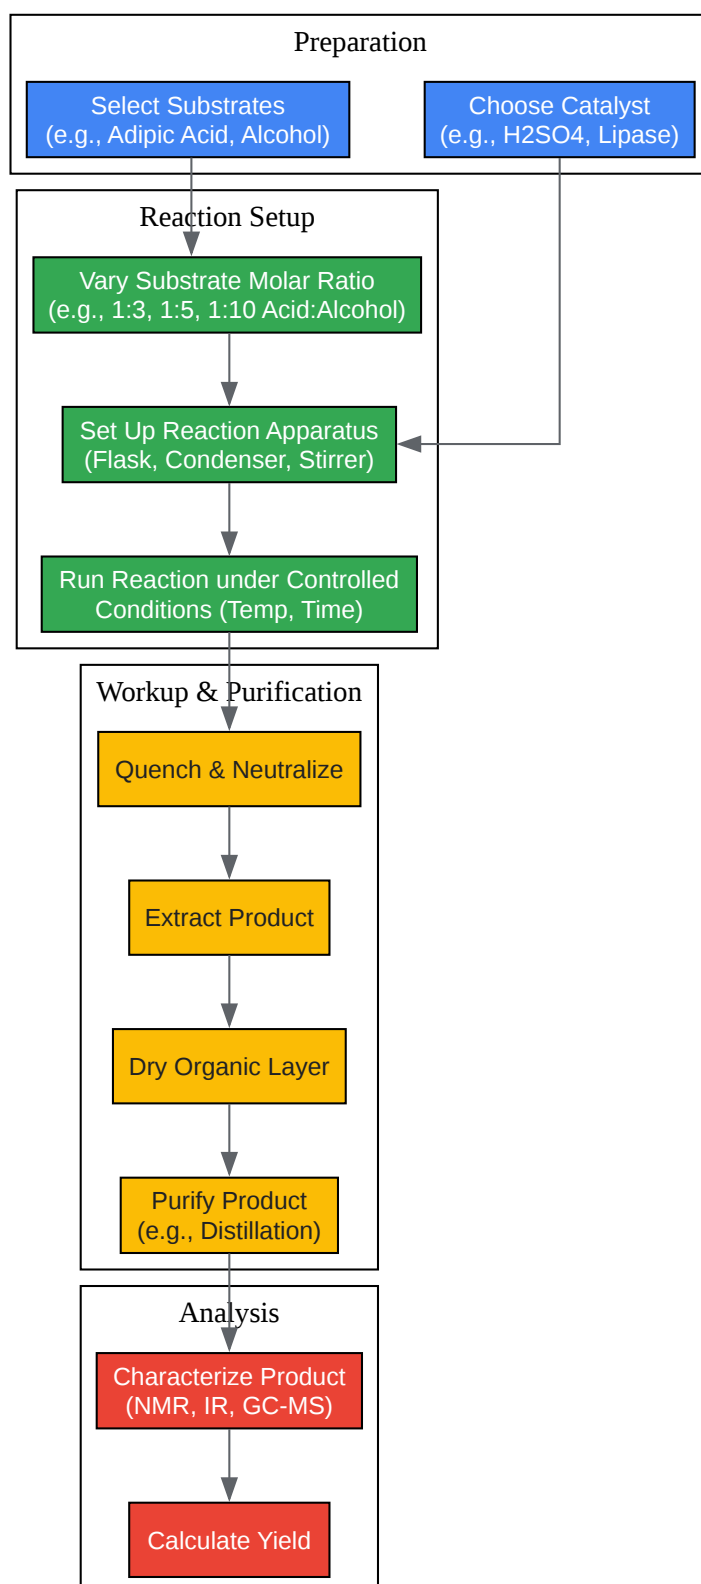 Preparation
Select Substrates
(e.g., Adipic Acid, Alcohol)
Choose Catalyst
(e.g., H2SO4, Lipase)
Reaction Setup
Vary Substrate Molar Ratio
(e.g., 1:3, 1:5, 1:10 Acid:Alcohol)
Set Up Reaction Apparatus
(Flask, Condenser, Stirrer)
Run Reaction under Controlled
Conditions (Temp, Time)
Workup & Purification
Quench & Neutralize
Extract Product
Dry Organic Layer
Purify Product
(e.g., Distillation)
Analysis
Characterize Product
(NMR, IR, GC-MS)
Calculate Yield